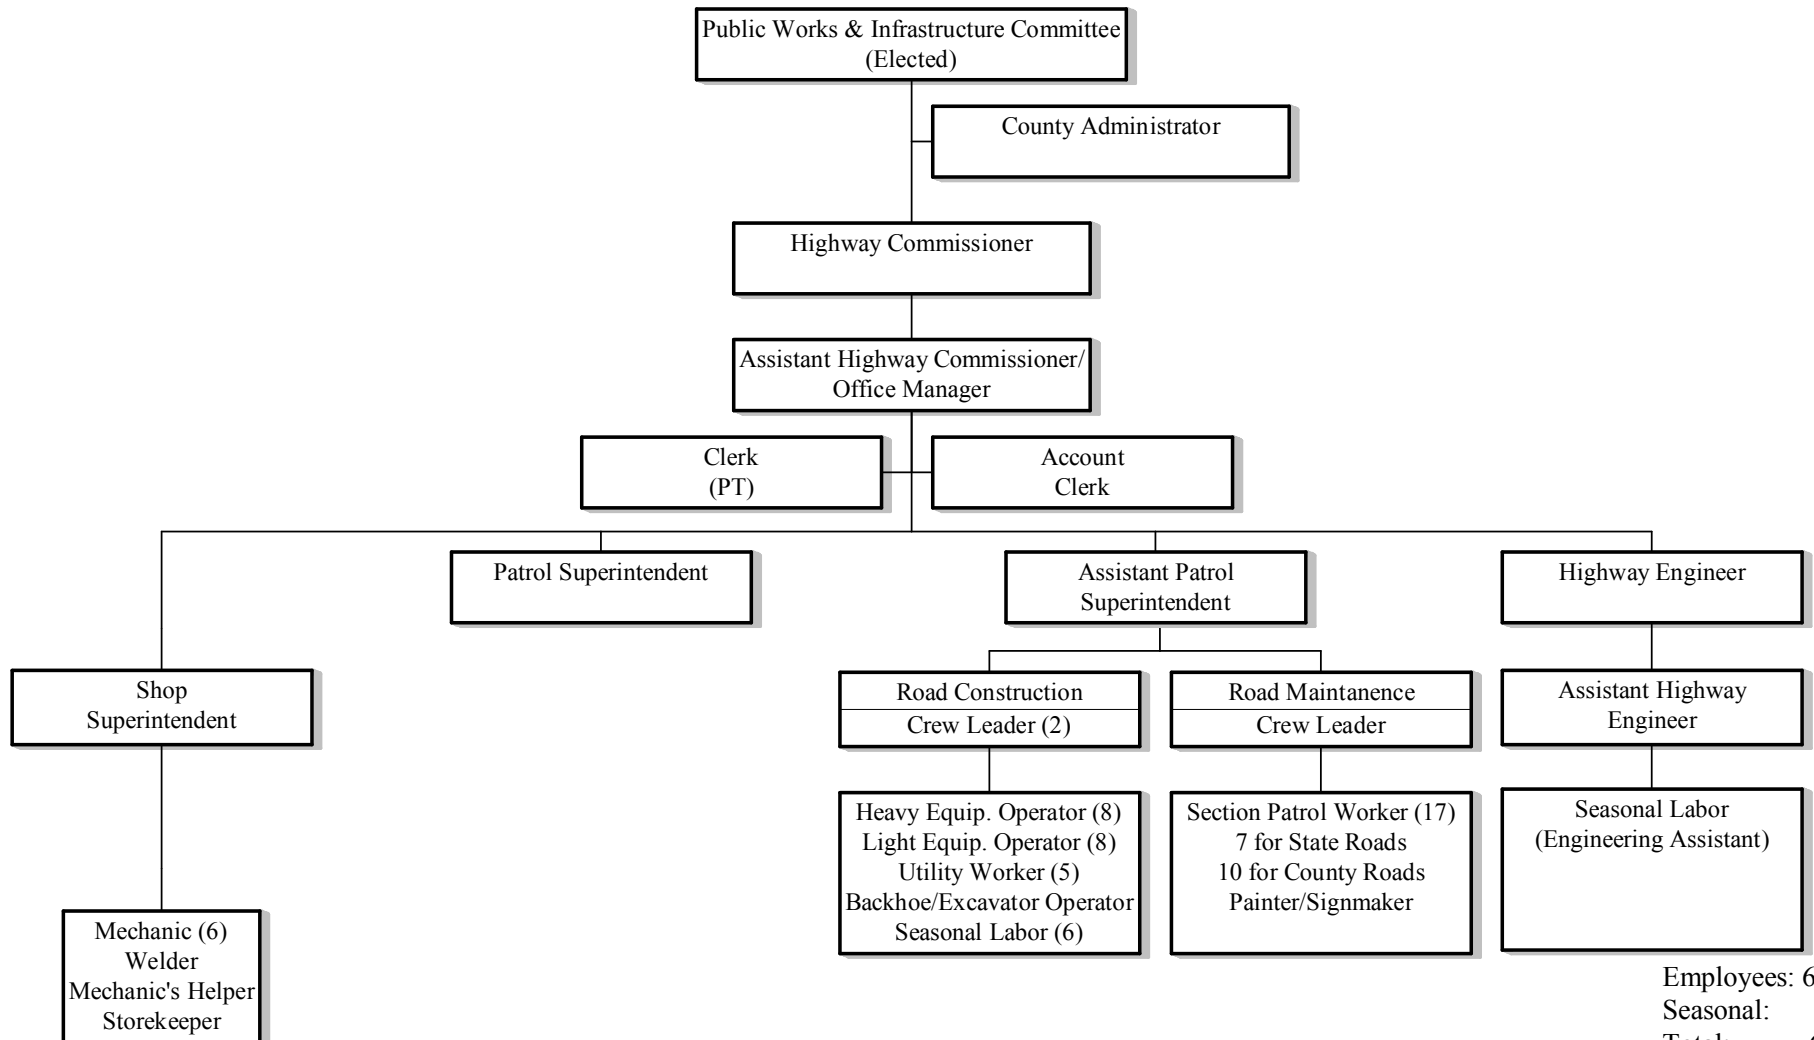 Public Works & Infrastructure Committee
(Elected)
County Administrator
Highway Commissioner
Assistant Highway Commissioner/
Office Manager
Clerk
(PT)
Account
Clerk
Patrol Superintendent
Assistant Patrol
Superintendent
Highway Engineer
Shop
Superintendent
Road Construction
Crew Leader (2)
Road Maintanence
Crew Leader
Assistant Highway
Engineer
Heavy Equip. Operator (8)
Light Equip. Operator (8)
Utility Worker (5)
Backhoe/Excavator Operator
Seasonal Labor (6)
Section Patrol Worker (17)
7 for State Roads
10 for County Roads
Painter/Signmaker
Seasonal Labor
(Engineering Assistant)
Mechanic (6)
Welder
Mechanic's Helper
Storekeeper
Employees: 6
Seasonal: